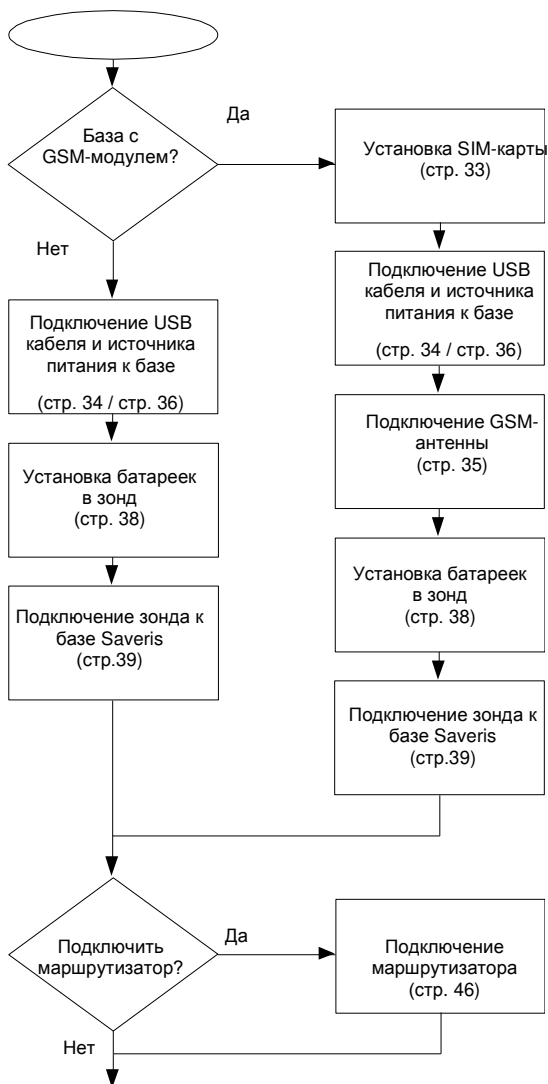 База с
GSM-модулем?
Да
Установка SIM-карты
(стр. 33)
Нет
Подключение USB
кабеля и источника
питания к базе
(стр. 34 / стр. 36)
Подключение USB
кабеля и источника
питания к базе
(стр. 34 / стр. 36)
Подключение GSM-
антенны
(стр. 35)
Установка батареек
в зонд
(стр. 38)
Установка батареек
в зонд
(стр. 38)
Подключение зонда к
базе Saveris
(стр.39)
Подключение зонда к
базе Saveris
(стр.39)
Подключить
маршрутизатор?
Да
Подключение
маршрутизатора
(стр. 46)
Нет